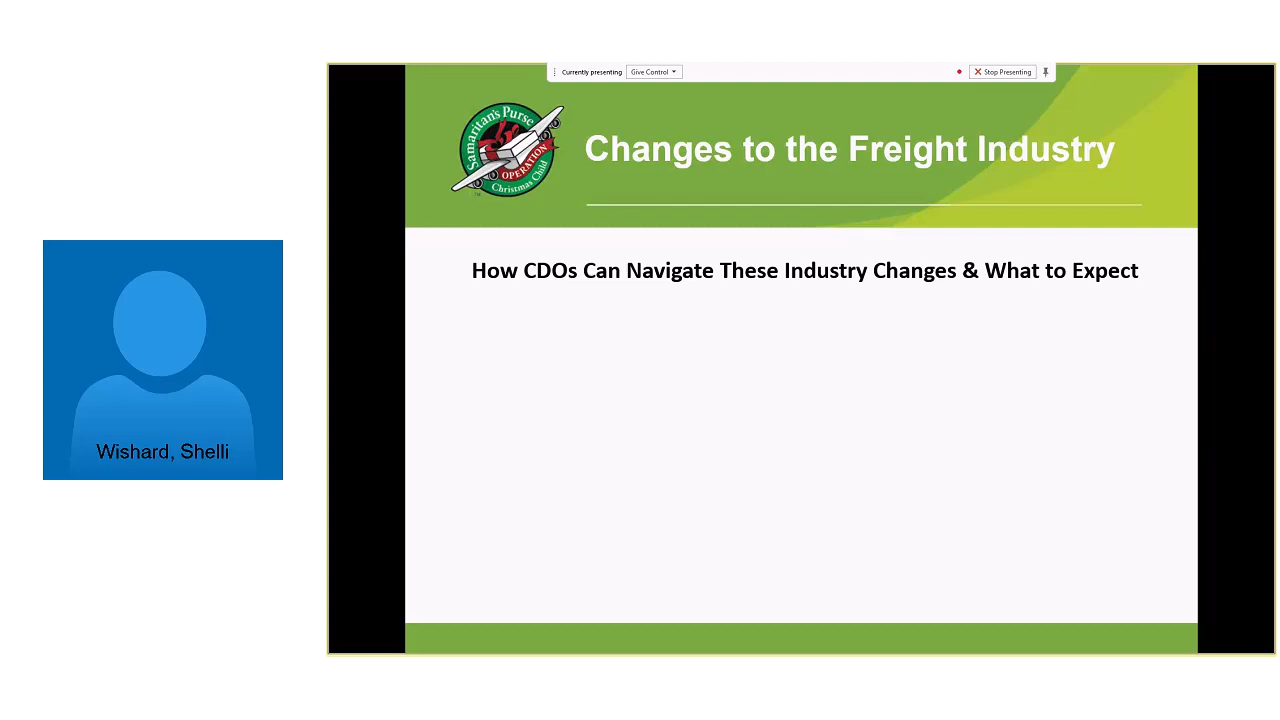 Currently presenting
Give Control
Stop Presenting
Samaritan's Purse
OPERATION
Christmas Child
TM
Changes to the Freight Industry
How CDOs Can Navigate These Industry Changes & What to Expect
Wishard, Shelli